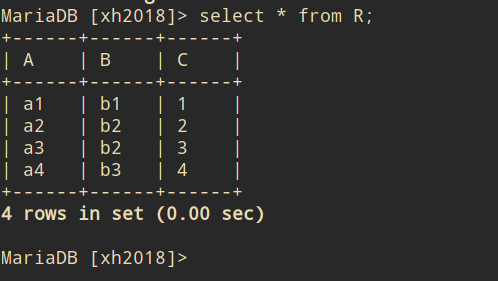 MariaDB [xh2018]> select * from R;
+------+------+------+
| A    | B    | C    |
+------+------+------+
| a1   | b1   | 1    |
| a2   | b2   | 2    |
| a3   | b2   | 3    |
| a4   | b3   | 4    |
+------+------+------+
4 rows in set (0.00 sec)

MariaDB [xh2018]>